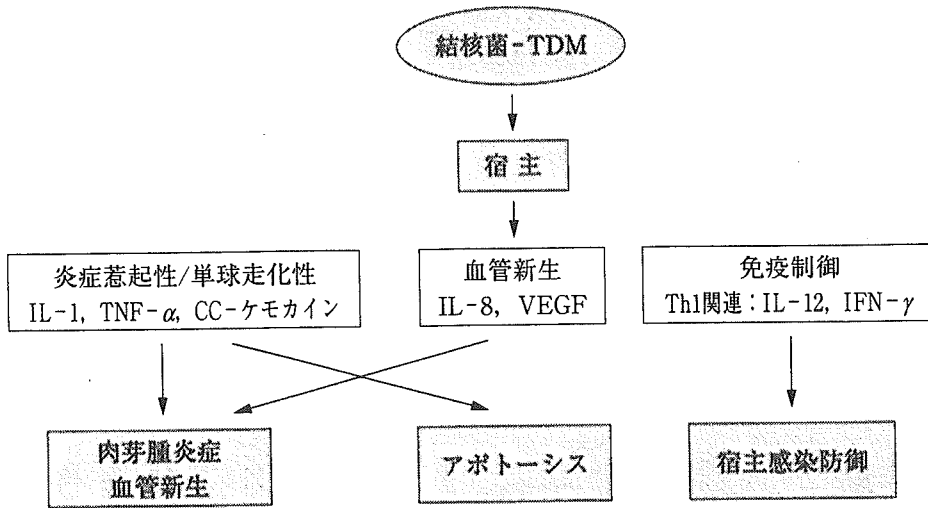 結核菌-TDM
宿 主
炎症惹起性/単球走化性
IL-1, TNF-α, CC-ケモカイン
血管新生
IL-8, VEGF
免疫制御
Th1関連：IL-12, IFN-γ
肉芽腫炎症
血管新生
アポトーシス
宿主感染防御